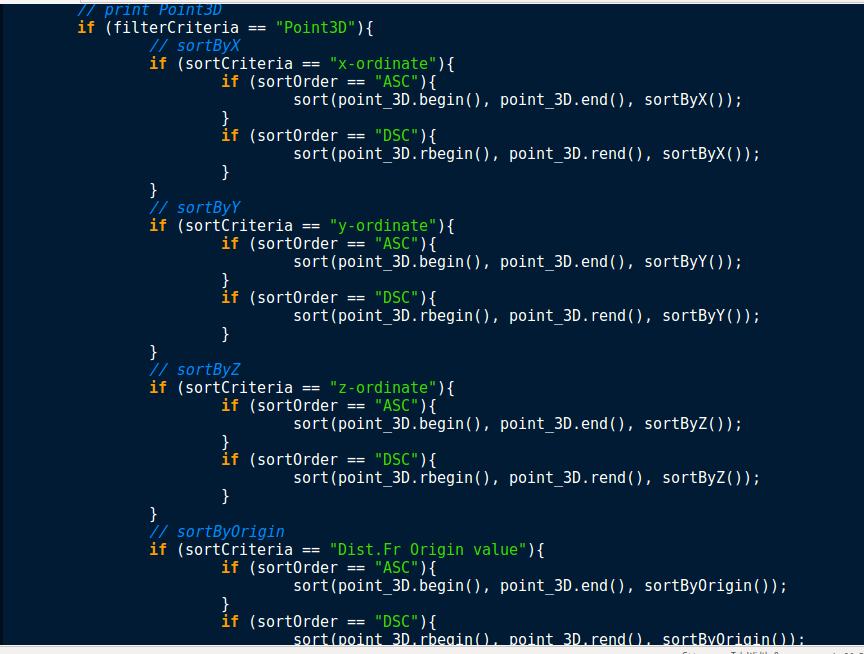 // print Point3D
if (filterCriteria == "Point3D"){
// sortByX
if (sortCriteria == "x-ordinate"){
if (sortOrder == "ASC"){
sort(point_3D.begin(), point_3D.end(), sortByX());
}
if (sortOrder == "DSC"){
sort(point_3D.rbegin(), point_3D.rend(), sortByX());
}
}
// sortByY
if (sortCriteria == "y-ordinate"){
if (sortOrder == "ASC"){
sort(point_3D.begin(), point_3D.end(), sortByY());
}
if (sortOrder == "DSC"){
sort(point_3D.rbegin(), point_3D.rend(), sortByY());
}
}
// sortByZ
if (sortCriteria == "z-ordinate"){
if (sortOrder == "ASC"){
sort(point_3D.begin(), point_3D.end(), sortByZ());
}
if (sortOrder == "DSC"){
sort(point_3D.rbegin(), point_3D.rend(), sortByZ());
}
}
// sortByOrigin
if (sortCriteria == "Dist.Fr Origin value"){
if (sortOrder == "ASC"){
sort(point_3D.begin(), point_3D.end(), sortByOrigin());
}
if (sortOrder == "DSC"){
sort(point_3D.rbegin(), point_3D.rend(), sortByOrigin());